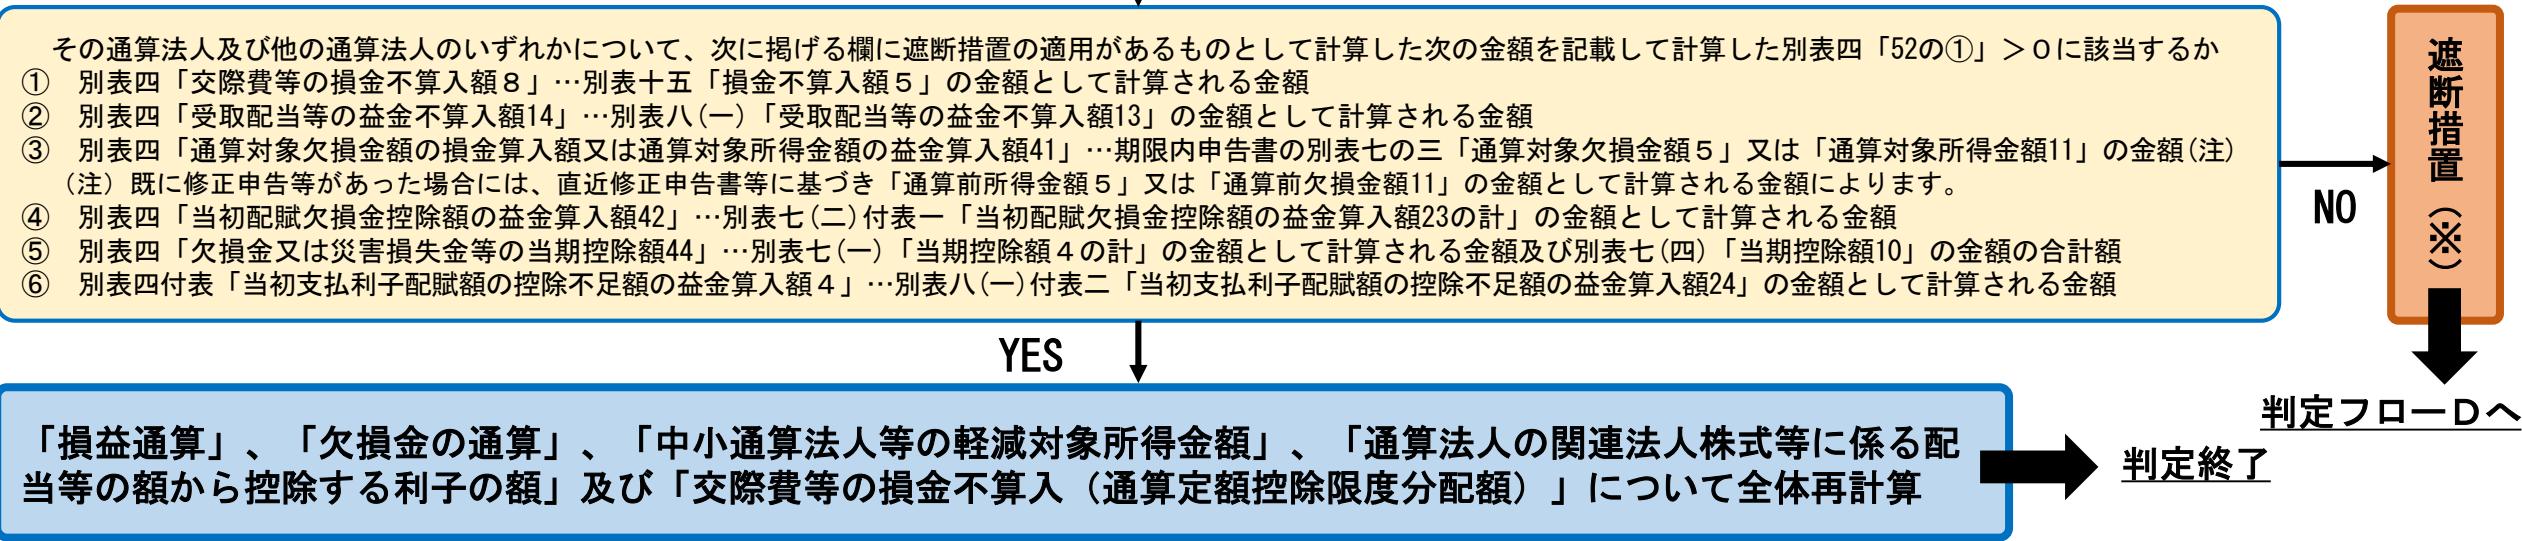 その通算法人及び他の通算法人のいずれかについて、次に掲げる欄に遮断措置の適用があるものとして計算した次の金額を記載して計算した別表四「52の①」＞０に該当するか
① 別表四「交際費等の損金不算入額８」…別表十五「損金不算入額５」の金額として計算される金額
② 別表四「受取配当等の益金不算入額14」…別表八(一)「受取配当等の益金不算入額13」の金額として計算される金額
③ 別表四「通算対象欠損金額の損金算入額又は通算対象所得金額の益金算入額41」…期限内申告書の別表七の三「通算対象欠損金額５」又は「通算対象所得金額11」の金額(注)
(注) 既に修正申告等があった場合には、直近修正申告書等に基づき「通算前所得金額５」又は「通算前欠損金額11」の金額として計算される金額によります。
④ 別表四「当初配賦欠損金控除額の益金算入額42」…別表七(二)付表一「当初配賦欠損金控除額の益金算入額23の計」の金額として計算される金額
⑤ 別表四「欠損金又は災害損失金等の当期控除額44」…別表七(一)「当期控除額４の計」の金額として計算される金額及び別表七(四)「当期控除額10」の金額の合計額
⑥ 別表四付表「当初支払利子配賦額の控除不足額の益金算入額４」…別表八(一)付表二「当初支払利子配賦額の控除不足額の益金算入額24」の金額として計算される金額
NO
遮断措置（※）
判定フローＤへ
YES
「損益通算」、「欠損金の通算」、「中小通算法人等の軽減対象所得金額」、「通算法人の関連法人株式等に係る配
当等の額から控除する利子の額」及び「交際費等の損金不算入（通算定額控除限度分配額）」について全体再計算
判定終了